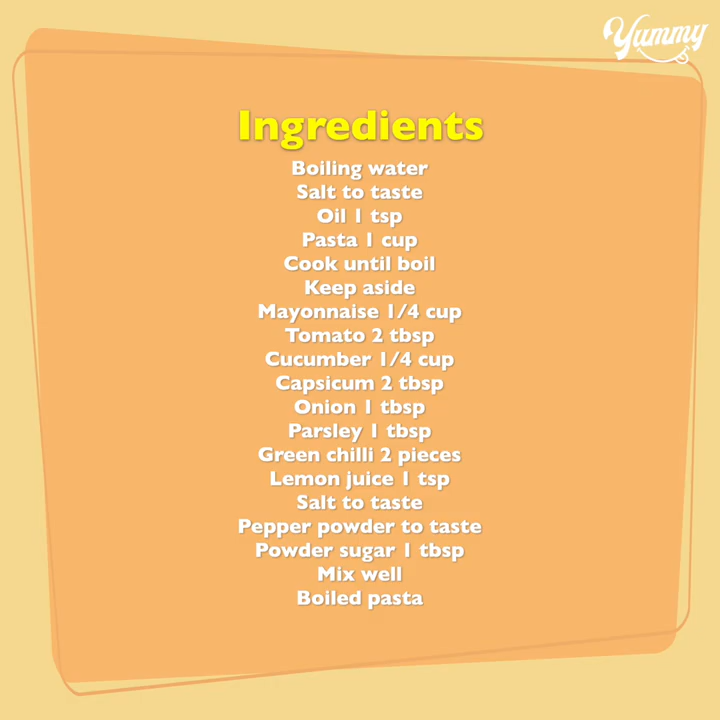 Yummy
Ingredients
Boiling water
Salt to taste
Oil 1 tsp
Pasta 1 cup
Cook until boil
Keep aside
Mayonnaise 1/4 cup
Tomato 2 tbsp
Cucumber 1/4 cup
Capsicum 2 tbsp
Onion 1 tbsp
Parsley 1 tbsp
Green chilli 2 pieces
Lemon juice 1 tsp
Salt to taste
Pepper powder to taste
Powder sugar 1 tbsp
Mix well
Boiled pasta